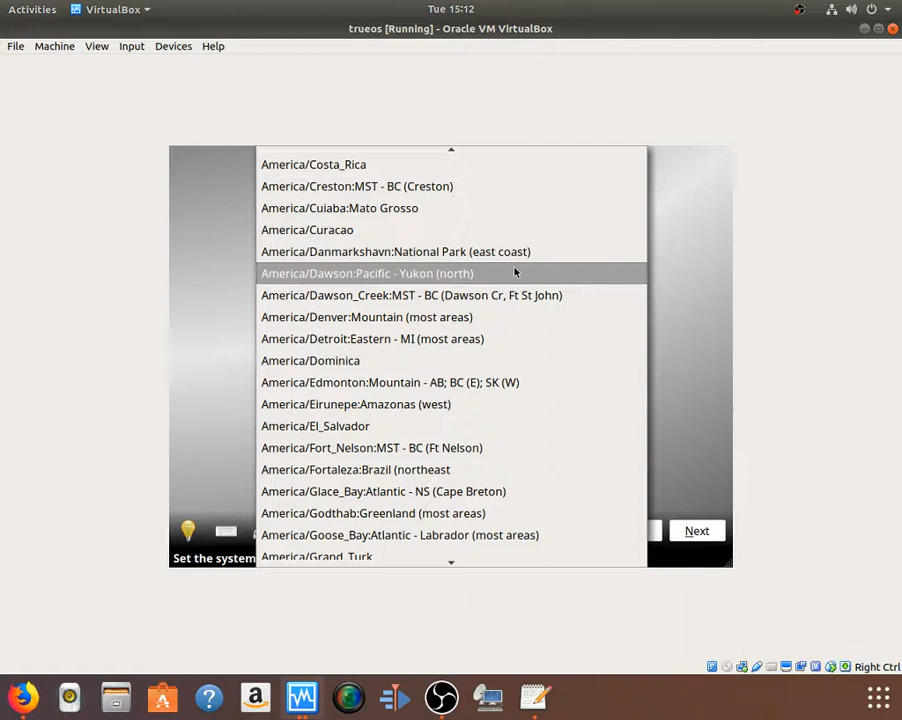 Activities
VirtualBox
Tue 15:12
trueos [Running] - Oracle VM VirtualBox
File Machine View Input Devices Help
America/Costa_Rica
America/Creston:MST - BC (Creston)
America/Cuiaba:Mato Grosso
America/Curacao
America/Danmarkshavn:National Park (east coast)
America/Dawson:Pacific - Yukon (north)
America/Dawson_Creek:MST - BC (Dawson Cr, Ft St John)
America/Denver:Mountain (most areas)
America/Detroit:Eastern - MI (most areas)
America/Dominica
America/Edmonton:Mountain - AB; BC (E); SK (W)
America/Eirunepe:Amazonas (west)
America/El_Salvador
America/Fort_Nelson:MST - BC (Ft Nelson)
America/Fortaleza:Brazil (northeast
America/Glace_Bay:Atlantic - NS (Cape Breton)
America/Godthab:Greenland (most areas)
America/Goose_Bay:Atlantic - Labrador (most areas)
America/Grand_Turk
Next
Set the system
Right Ctrl